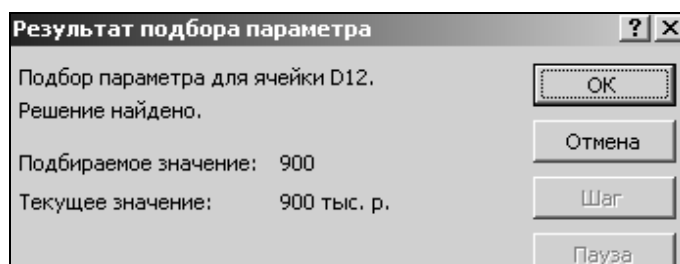 Результат подбора параметра ? ×
Подбор параметра для ячейки D12.
Решение найдено.
Подбираемое значение: 900
Текущее значение: 900 тыс. р.
ОК
Отмена
Шаг
Пауза